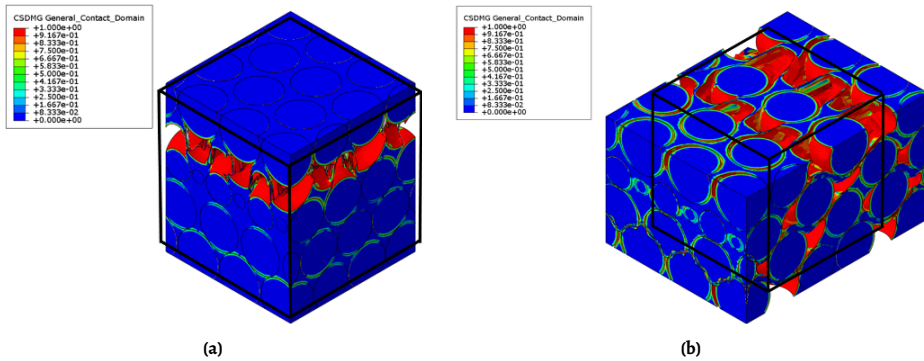 CSDMG General_Contact_Domain
+1.000e+00
+9.167e-01
+8.333e-01
+7.500e-01
+6.667e-01
+5.833e-01
+5.000e-01
+4.167e-01
+3.333e-01
+2.500e-01
+1.667e-01
+8.333e-02
+0.000e+00
CSDMG General_Contact_Domain
+1.000e+00
+9.167e-01
+8.333e-01
+7.500e-01
+6.667e-01
+5.833e-01
+5.000e-01
+4.167e-01
+3.333e-01
+2.500e-01
+1.667e-01
+8.333e-02
+0.000e+00
(a)
(b)